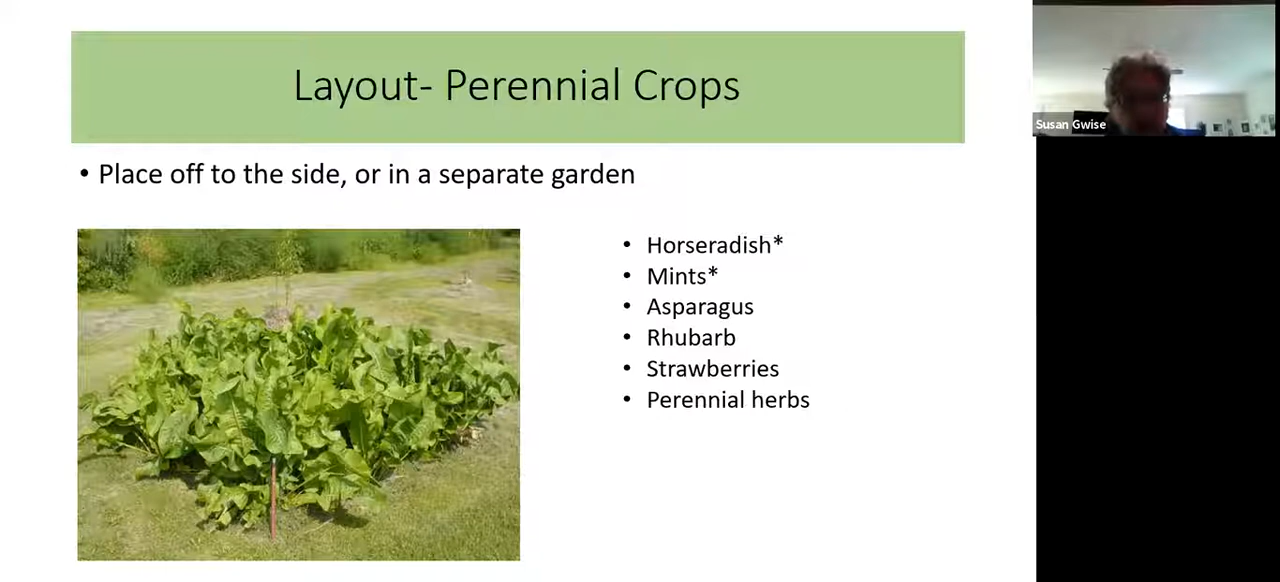 Layout- Perennial Crops
• Place off to the side, or in a separate garden
• Horseradish*
• Mints*
• Asparagus
• Rhubarb
• Strawberries
• Perennial herbs
Susan Gwise